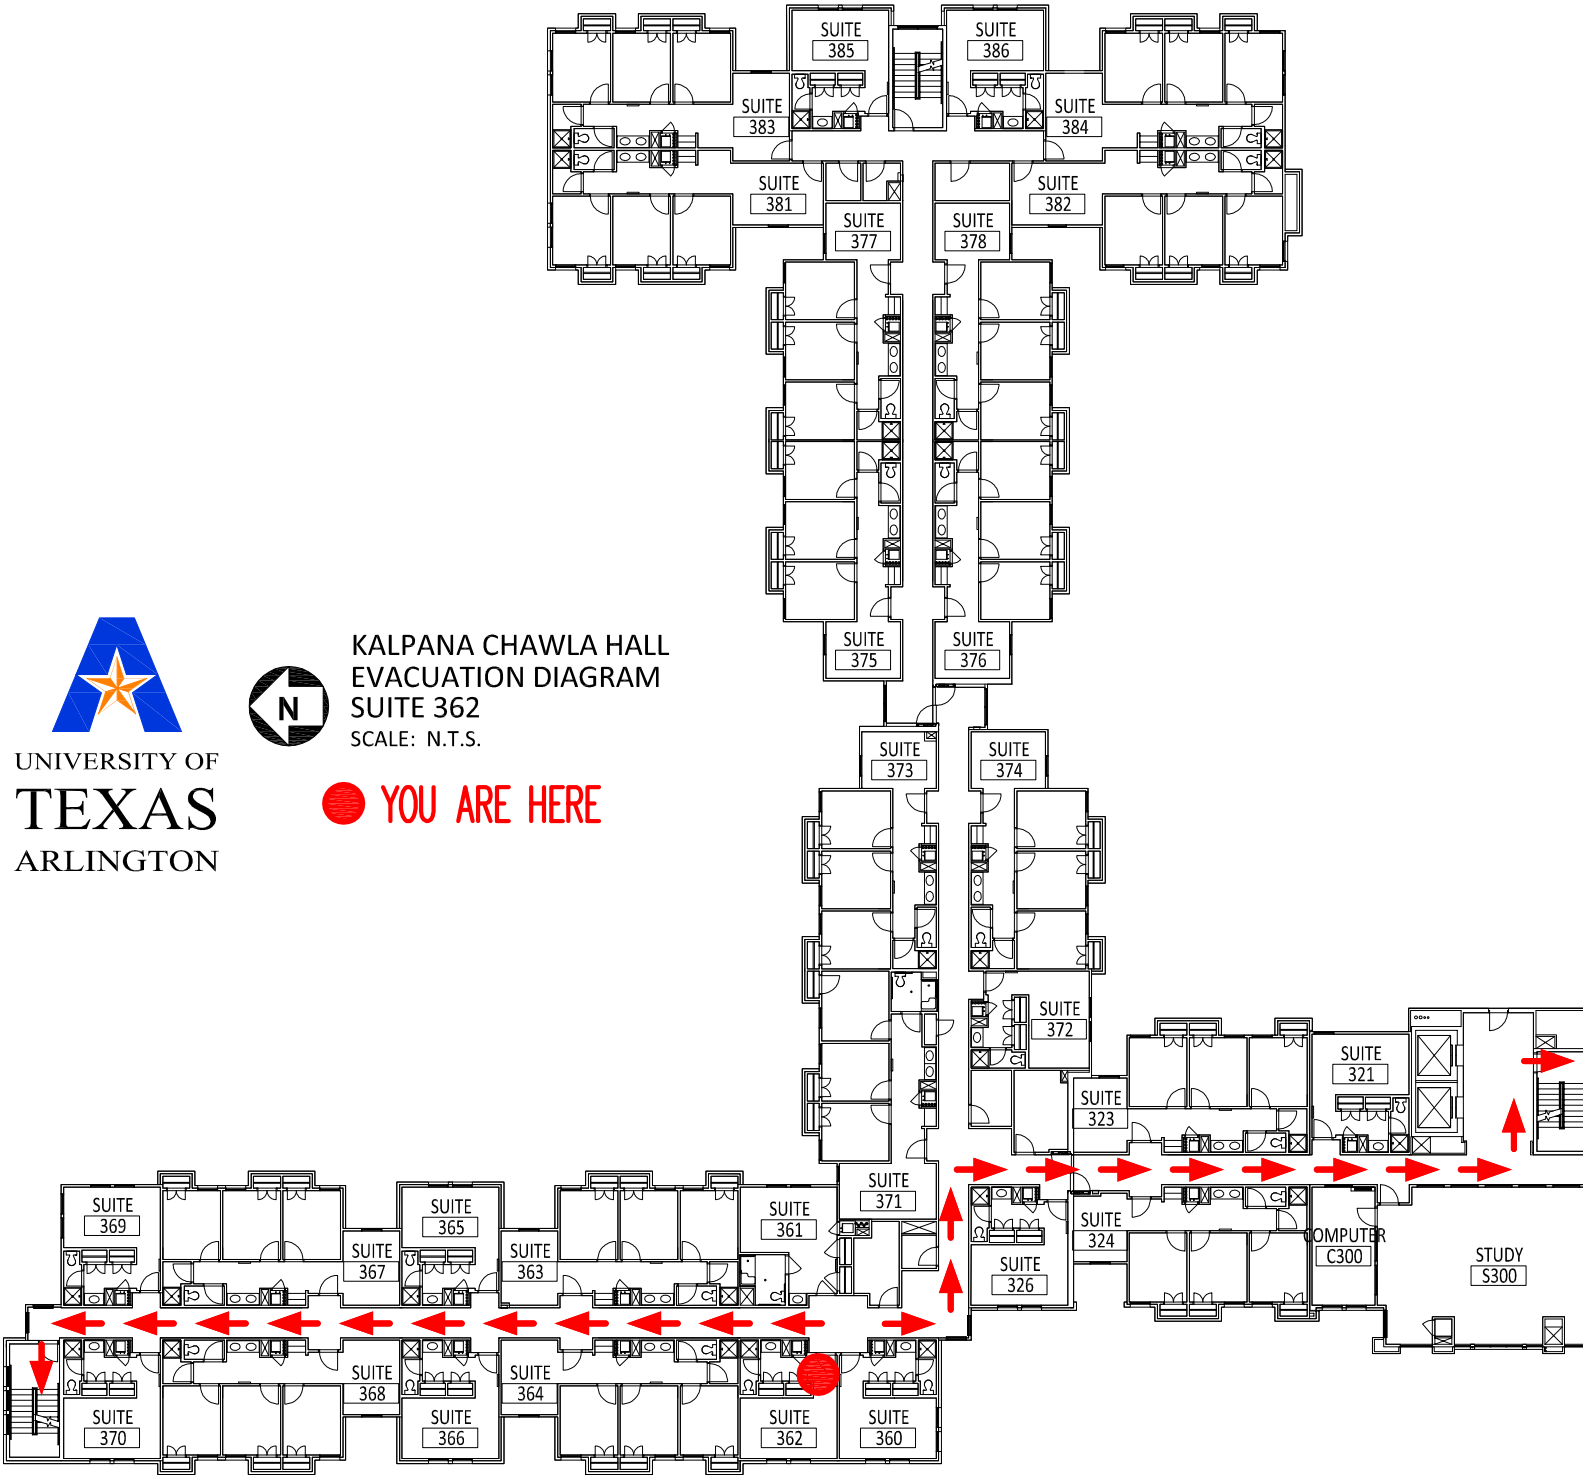 SUITE
385
SUITE
386
SUITE
383
SUITE
384
SUITE
381
SUITE
382
SUITE
377
SUITE
378
KALPANA CHAWLA HALL
EVACUATION DIAGRAM
SUITE 362
SCALE: N.T.S.
N
YOU ARE HERE
UNIVERSITY OF
TEXAS
ARLINGTON
SUITE
375
SUITE
376
SUITE
373
SUITE
374
SUITE
372
SUITE
321
SUITE
323
SUITE
371
SUITE
369
SUITE
365
SUITE
361
SUITE
367
SUITE
363
SUITE
324
SUITE
326
COMPUTER
C300
STUDY
S300
SUITE
368
SUITE
364
SUITE
370
SUITE
366
SUITE
362
SUITE
360